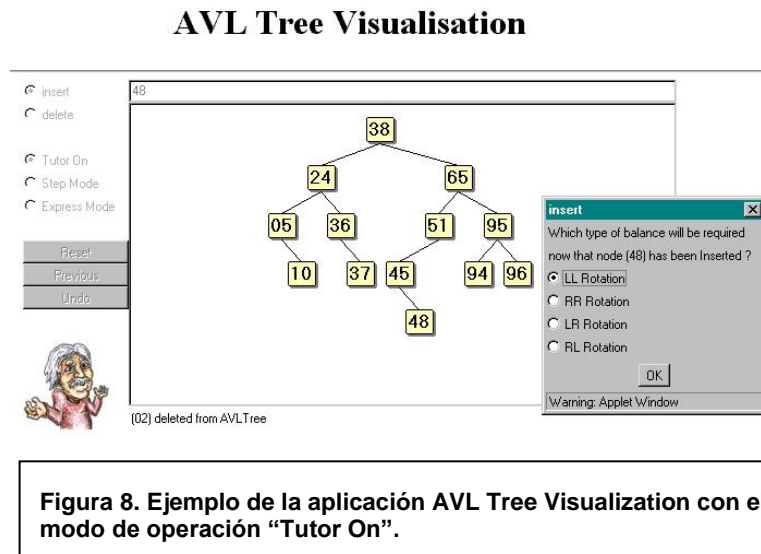 AVL Tree Visualisation
insert
48
delete
Tutor On
Step Mode
Express Mode
Reset
Previous
Undo
38
24 65
05 36 51 95
10 37 45 94 96
48
insert
Which type of balance will be required
now that node (48) has been Inserted ?
LL Rotation
RR Rotation
LR Rotation
RL Rotation
OK
Warning: Applet Window
(02) deleted from AVLTree
Figura 8. Ejemplo de la aplicación AVL Tree Visualization con e
modo de operación “Tutor On”.